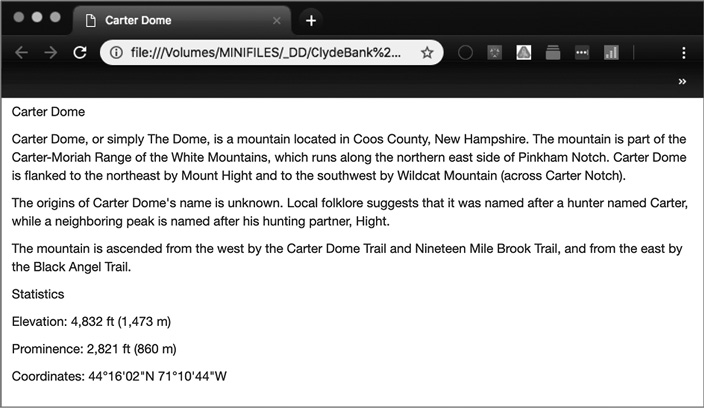 Carter Dome
file:///Volumes/MINIFILES/_DD/ClydeBank%2...
Carter Dome
Carter Dome, or simply The Dome, is a mountain located in Coos County, New Hampshire. The mountain is part of the
Carter-Moriah Range of the White Mountains, which runs along the northern east side of Pinkham Notch. Carter Dome
is flanked to the northeast by Mount Hight and to the southwest by Wildcat Mountain (across Carter Notch).
The origins of Carter Dome's name is unknown. Local folklore suggests that it was named after a hunter named Carter,
while a neighboring peak is named after his hunting partner, Hight.
The mountain is ascended from the west by the Carter Dome Trail and Nineteen Mile Brook Trail, and from the east by
the Black Angel Trail.
Statistics
Elevation: 4,832 ft (1,473 m)
Prominence: 2,821 ft (860 m)
Coordinates: 44°16'02"N 71°10'44"W